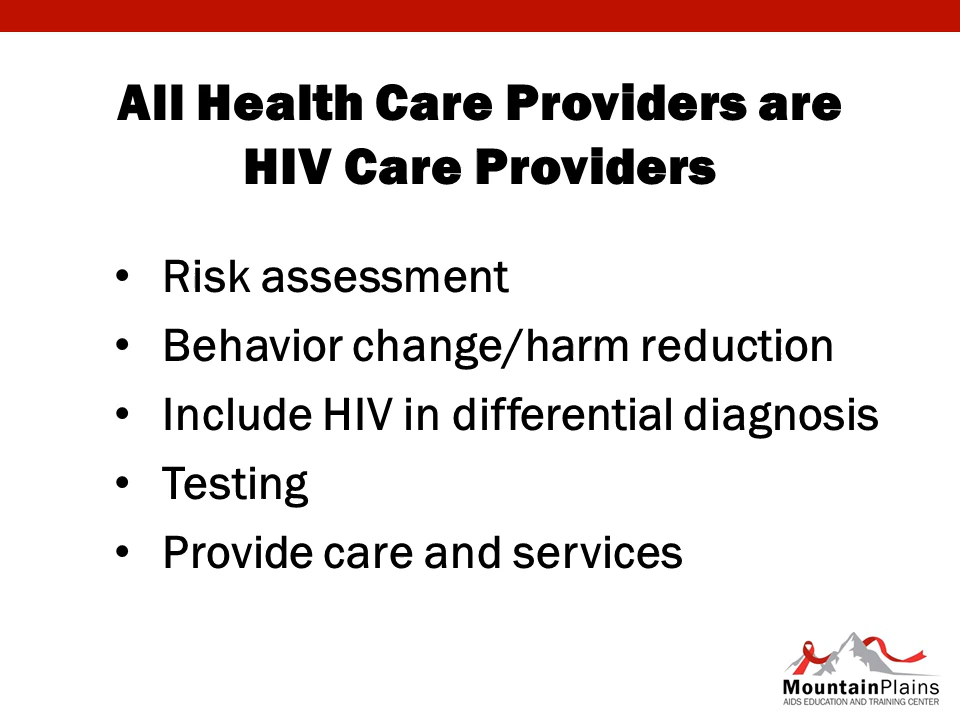 All Health Care Providers are
HIV Care Providers
• Risk assessment
• Behavior change/harm reduction
• Include HIV in differential diagnosis
• Testing
• Provide care and services
MountainPlains
AIDS EDUCATION AND TRAINING CENTER